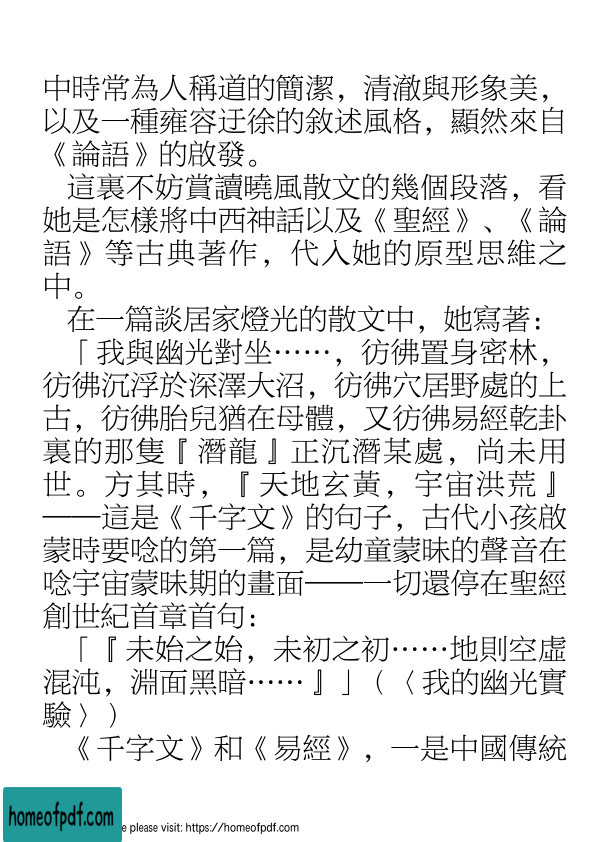 中時常為人稱道的簡潔，清澈與形象美，
以及一種雍容迂徐的敘述風格，顯然來自
《論語》的啟發。
這裏不妨賞讀曉風散文的幾個段落，看
她是怎樣將中西神話以及《聖經》、《論
語》等古典著作，代入她的原型思維之
中。
在一篇談居家燈光的散文中，她寫著：
「我與幽光對坐⋯⋯，彷彿置身密林，
彷彿沉浮於深澤大沼，彷彿穴居野處的上
古，彷彿胎兒猶在母體，又彷彿易經乾卦
裏的那隻『潛龍』正沉潛某處，尚未用
世。方其時，『天地玄黃，宇宙洪荒』
——這是《千字文》的句子，古代小孩啟
蒙時要唸的第一篇，是幼童蒙昧的聲音在
唸宇宙蒙昧期的畫面——一切還停在聖經
創世紀首章首句：
「『未始之始，未初之初⋯⋯地則空虛
混沌，淵面黑暗⋯⋯』」（〈我的幽光實
驗〉）
《千字文》和《易經》，一是中國傳統
homeofpdf.com
e please visit: https://homeofpdf.com